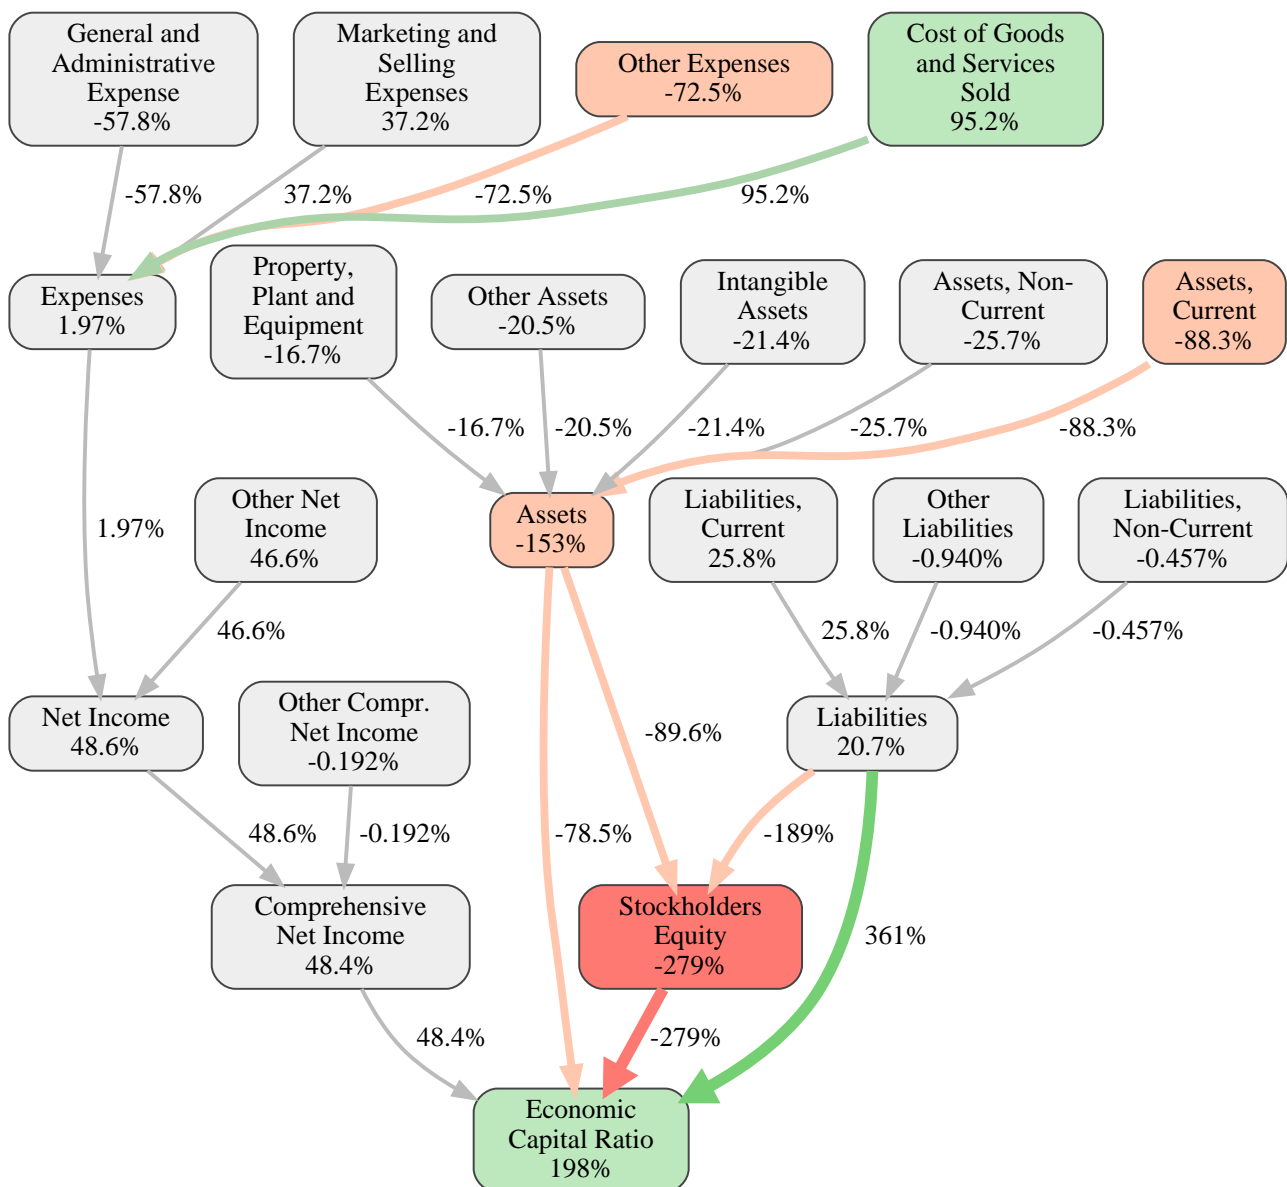 General and
Administrative
Expense
-57.8%
Marketing and
Selling
Expenses
37.2%
Other Expenses
-72.5%
Cost of Goods
and Services
Sold
95.2%
-57.8%
37.2%
-72.5%
95.2%
Expenses
1.97%
Property,
Plant and
Equipment
-16.7%
Other Assets
-20.5%
Intangible
Assets
-21.4%
Assets, Non-
Current
-25.7%
Assets,
Current
-88.3%
-16.7%
-20.5%
-21.4%
-25.7%
-88.3%
1.97%
Other Net
Income
46.6%
Assets
-153%
Liabilities,
Current
25.8%
Other
Liabilities
-0.940%
Liabilities,
Non-Current
-0.457%
46.6%
25.8%
-0.940%
-0.457%
Net Income
48.6%
Other Compr.
Net Income
-0.192%
-89.6%
Liabilities
20.7%
48.6%
-0.192%
-78.5%
-189%
Comprehensive
Net Income
48.4%
Stockholders
Equity
-279%
361%
48.4%
-279%
Economic
Capital Ratio
198%